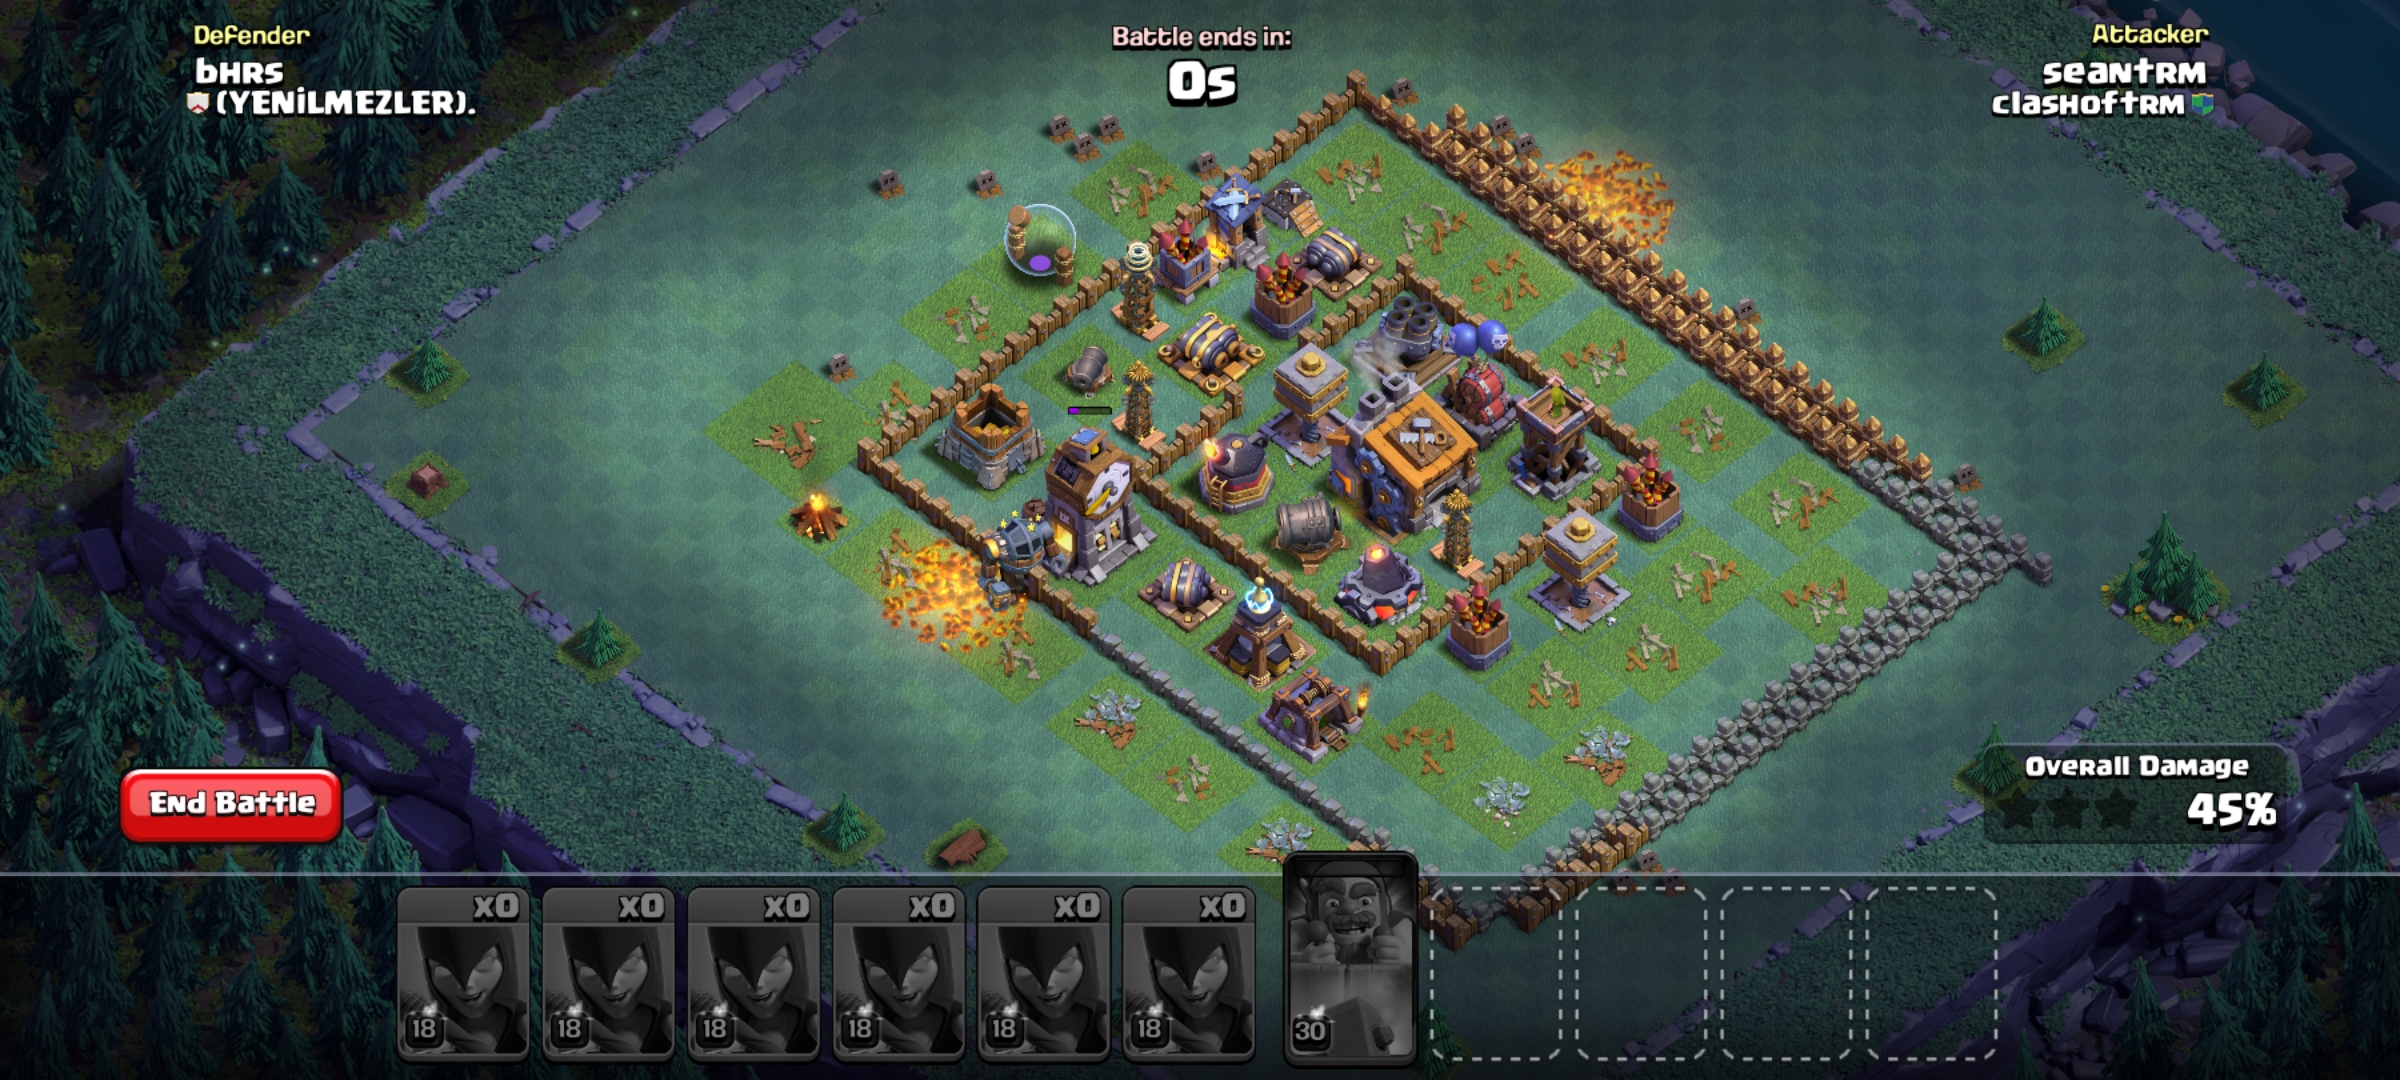 Defender
bHRS
(YENİLMEZLER).
Battle ends in:
0s
Attacker
seantRM
clashoftRM
End Battle
Overall Damage
45%
x0 x0 x0 x0 x0 x0
18 18 18 18 18 18 30